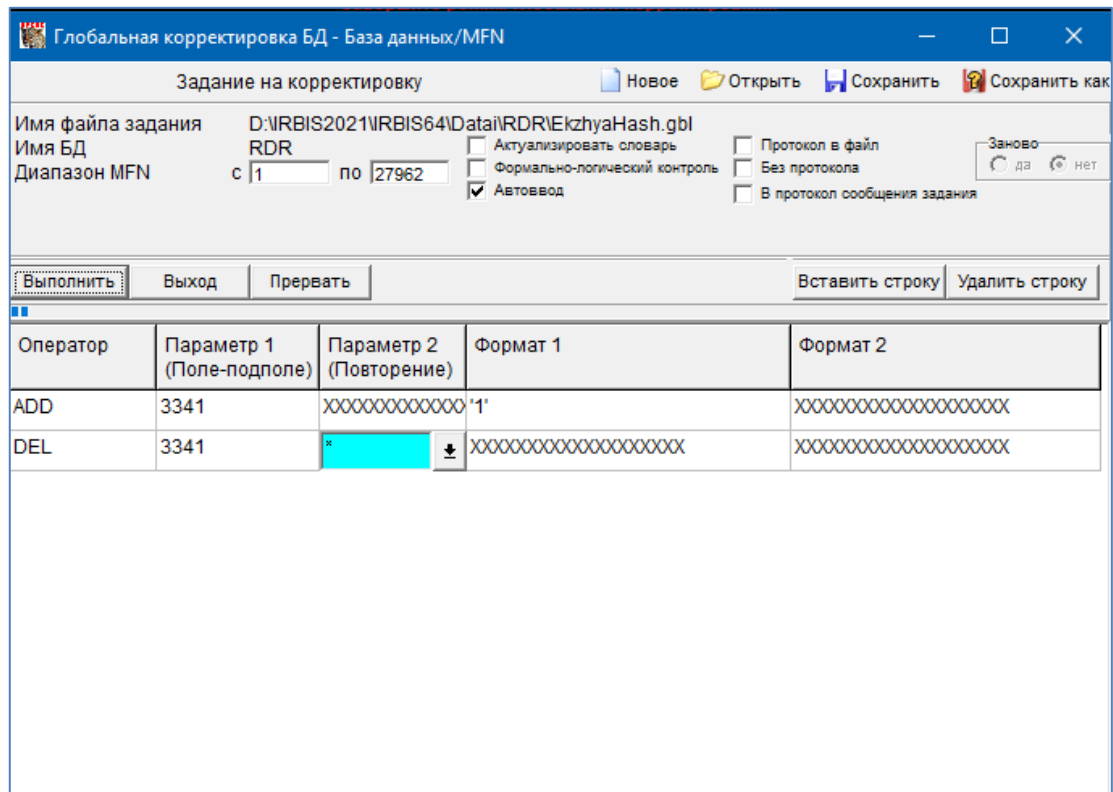 Глобальная корректировка БД - База данных/MFN
Задание на корректировку
Новое
Открыть
Сохранить
Сохранить как
Имя файла задания D:\IRBIS2021\IRBIS64\Datai\RDR\EkzhyaHash.gbl
Имя БД RDR
Диапазон MFN с 1 по 27962
Актуализировать словарь
Формально-логический контроль
Автоввод
Протокол в файл
Без протокола
В протокол сообщения задания
Заново
да нет
Выполнить Выход Прервать Вставить строку Удалить строку
Оператор
Параметр 1
(Поле-подполе)
Параметр 2
(Повторение)
Формат 1
Формат 2
ADD 3341 XXXXXXXXXXXXX '1' XXXXXXXXXXXXXXXXXXX
DEL 3341 * XXXXXXXXXXXXXXXXXXX XXXXXXXXXXXXXXXXXXX